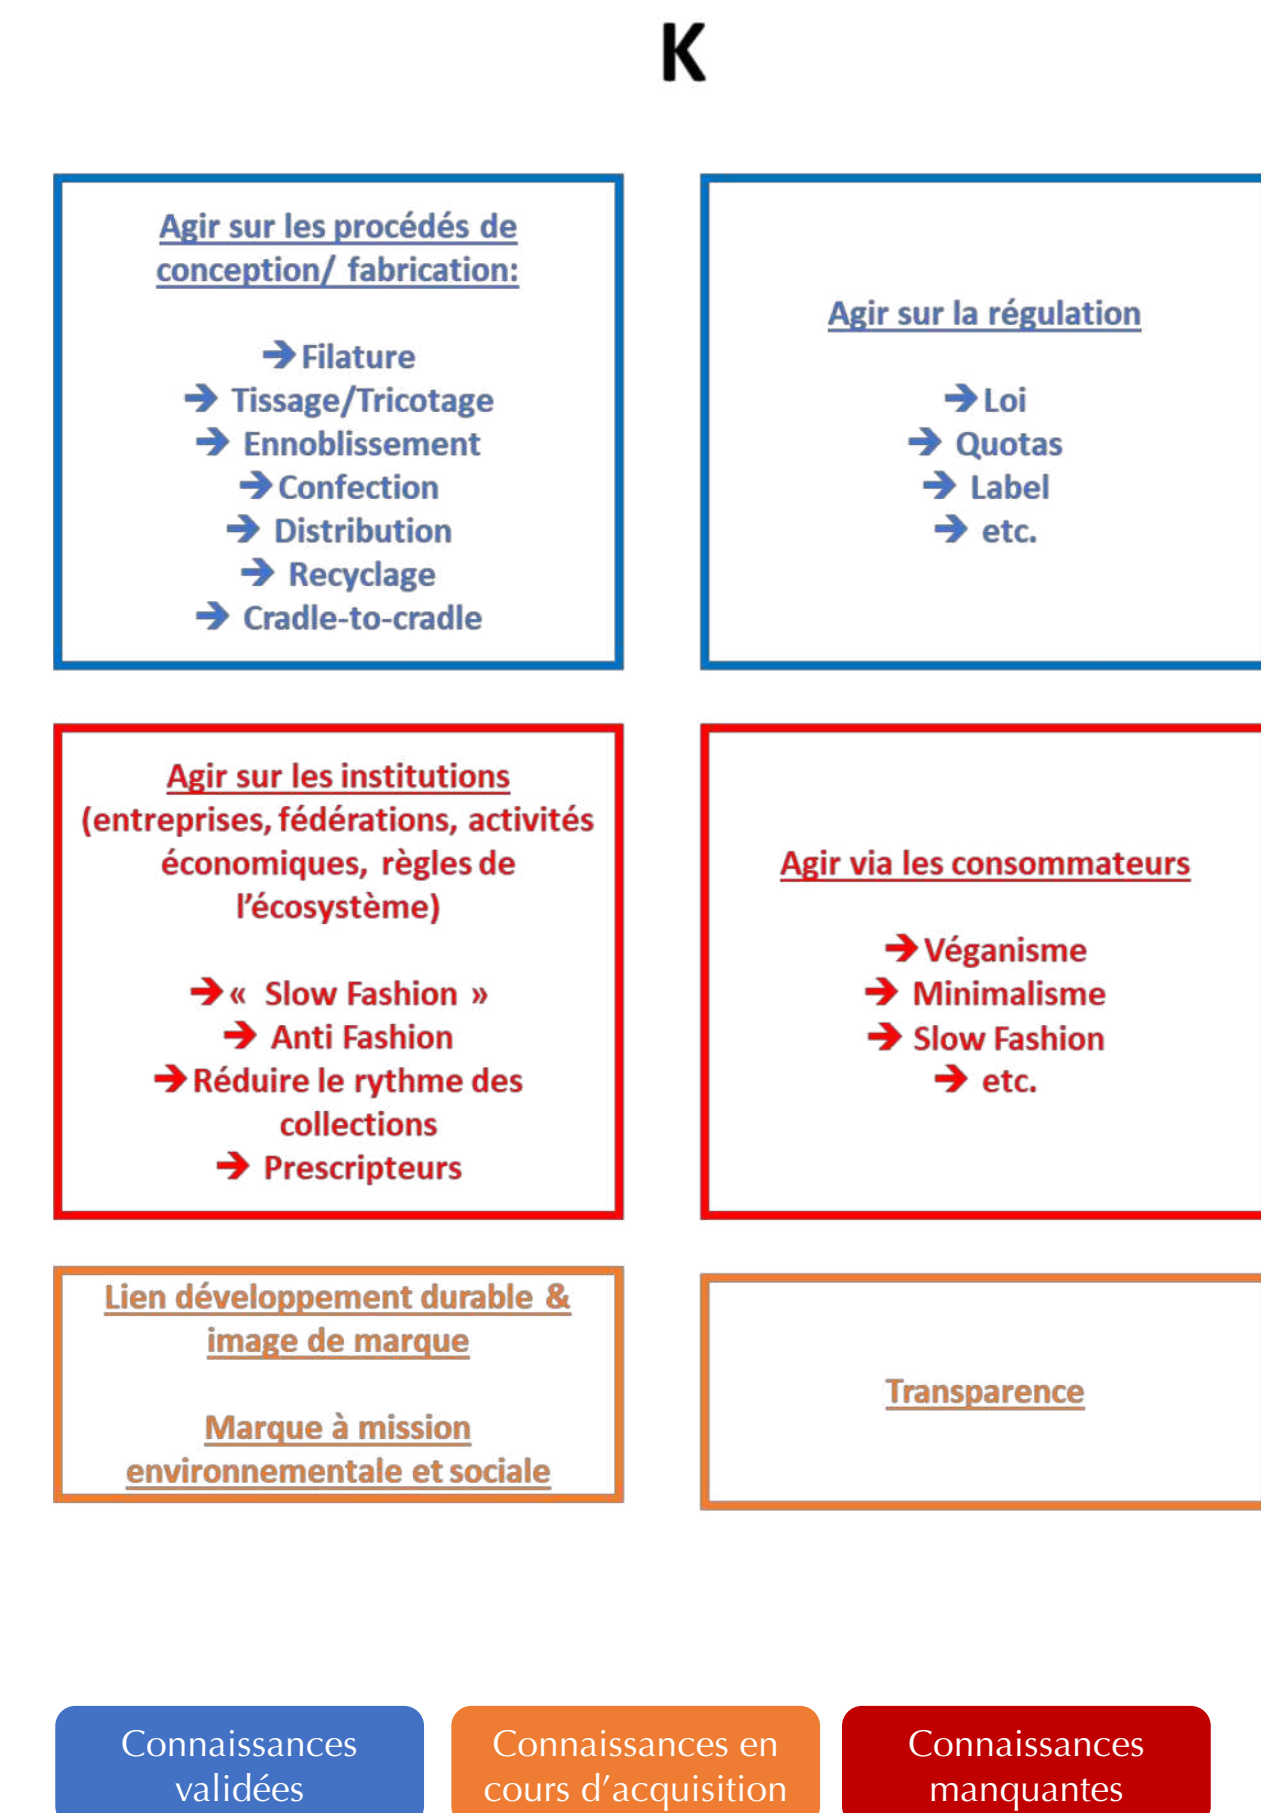 K
Agir sur les procédés de
conception/ fabrication:
➔ Filature
➔ Tissage/Tricotage
➔ Ennoblissement
➔ Confection
➔ Distribution
➔ Recyclage
➔ Cradle-to-cradle
Agir sur la régulation
➔ Loi
➔ Quotas
➔ Label
➔ etc.
Agir sur les institutions
(entreprises, fédérations, activités
économiques, règles de
l'écosystème)
➔ « Slow Fashion »
➔ Anti Fashion
➔ Réduire le rythme des
collections
➔ Prescripteurs
Agir via les consommateurs
➔ Véganisme
➔ Minimalisme
➔ Slow Fashion
➔ etc.
Lien développement durable &
image de marque
Marque à mission
environnementale et sociale
Transparence
Connaissances
validées
Connaissances en
cours d'acquisition
Connaissances
manquantes